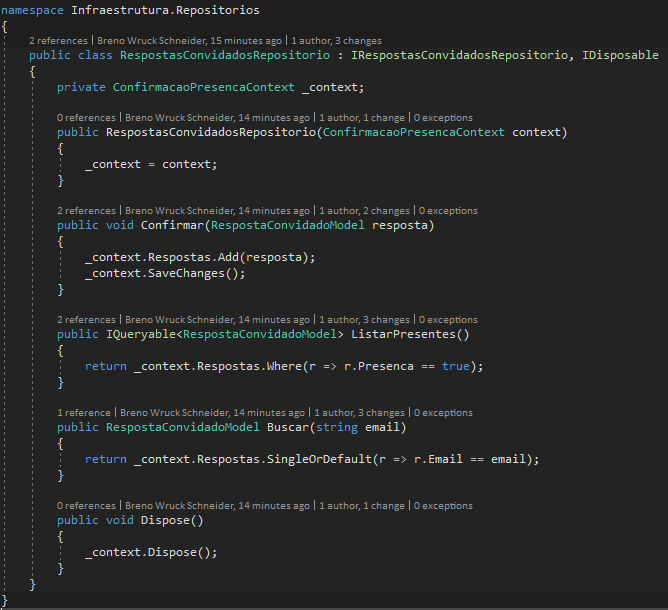 namespace Infraestrutura.Repositorios
{
2 references | Breno Wruck Schneider, 15 minutes ago | 1 author, 3 changes
public class RespostasConvidadosRepositorio : IRespostasConvidadosRepositorio, IDisposable
{
private ConfirmacaoPresencaContext _context;
0 references | Breno Wruck Schneider, 14 minutes ago | 1 author, 1 change | 0 exceptions
public RespostasConvidadosRepositorio(ConfirmacaoPresencaContext context)
{
_context = context;
}
2 references | Breno Wruck Schneider, 14 minutes ago | 1 author, 2 changes | 0 exceptions
public void Confirmar(RespostaConvidadoModel resposta)
{
_context.Respostas.Add(resposta);
_context.SaveChanges();
}
2 references | Breno Wruck Schneider, 14 minutes ago | 1 author, 3 changes | 0 exceptions
public IQueryable<RespostaConvidadoModel> ListarPresentes()
{
return _context.Respostas.Where(r => r.Presenca == true);
}
1 reference | Breno Wruck Schneider, 14 minutes ago | 1 author, 3 changes | 0 exceptions
public RespostaConvidadoModel Buscar(string email)
{
return _context.Respostas.SingleOrDefault(r => r.Email == email);
}
0 references | Breno Wruck Schneider, 14 minutes ago | 1 author, 1 change | 0 exceptions
public void Dispose()
{
_context.Dispose();
}
}
}